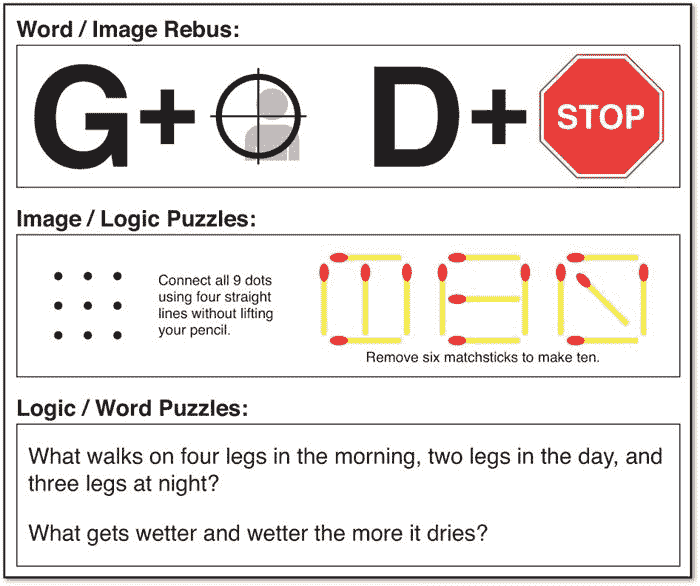 Word / Image Rebus:
G+ D+ STOP
Image / Logic Puzzles:
Connect all 9 dots
using four straight
lines without lifting
your pencil.
Remove six matchsticks to make ten.
Logic / Word Puzzles:
What walks on four legs in the morning, two legs in the day, and
three legs at night?
What gets wetter and wetter the more it dries?